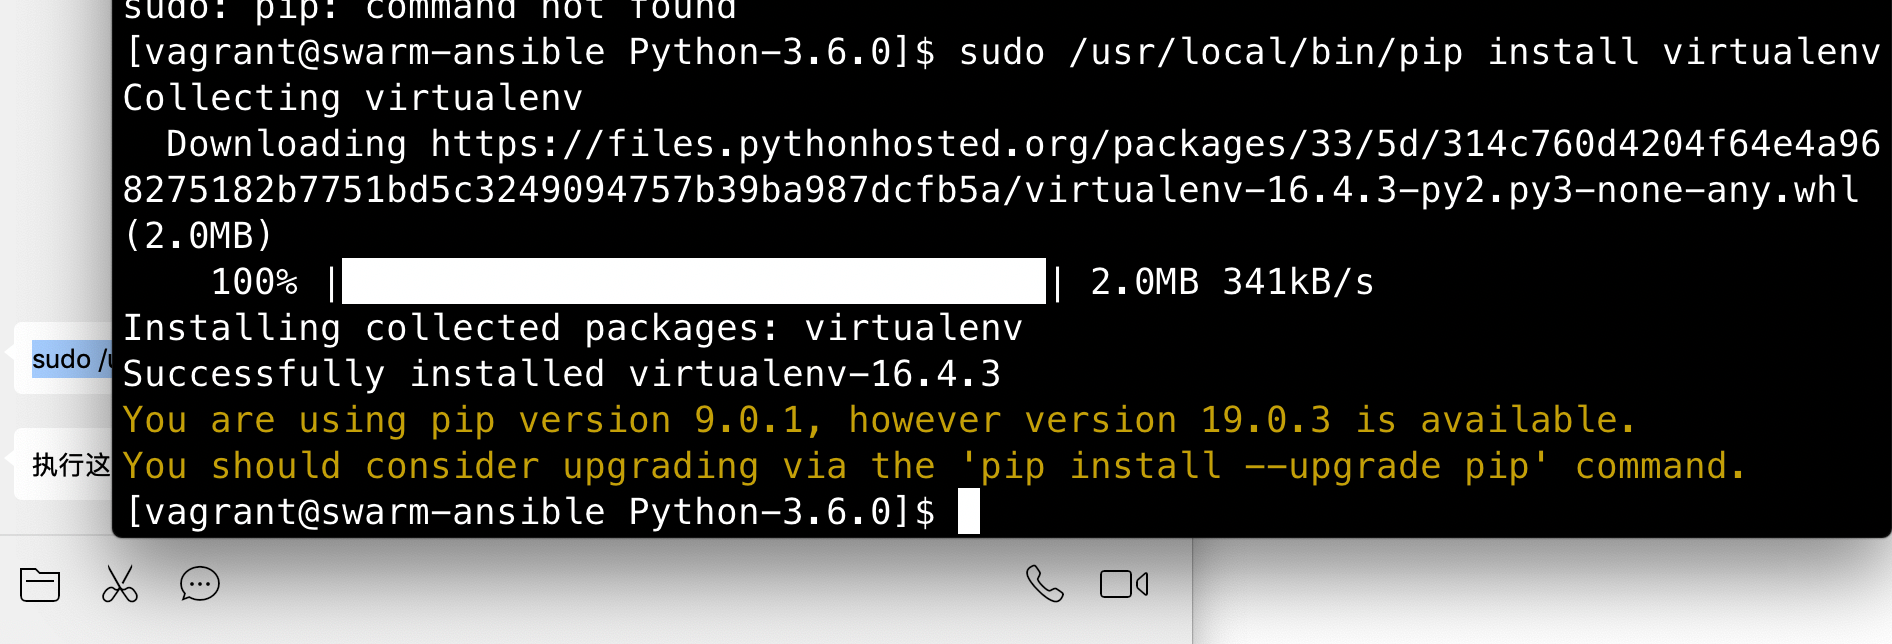 sudo: pip: command not found
[vagrant@swarm-ansible Python-3.6.0]$ sudo /usr/local/bin/pip install virtualenv
Collecting virtualenv
  Downloading https://files.pythonhosted.org/packages/33/5d/314c760d4204f64e4a96
8275182b7751bd5c3249094757b39ba987dcfb5a/virtualenv-16.4.3-py2.py3-none-any.whl
(2.0MB)
    100% |████████████████████████████████| 2.0MB 341kB/s
Installing collected packages: virtualenv
Successfully installed virtualenv-16.4.3
You are using pip version 9.0.1, however version 19.0.3 is available.
You should consider upgrading via the 'pip install --upgrade pip' command.
[vagrant@swarm-ansible Python-3.6.0]$
sudo /u
执行这